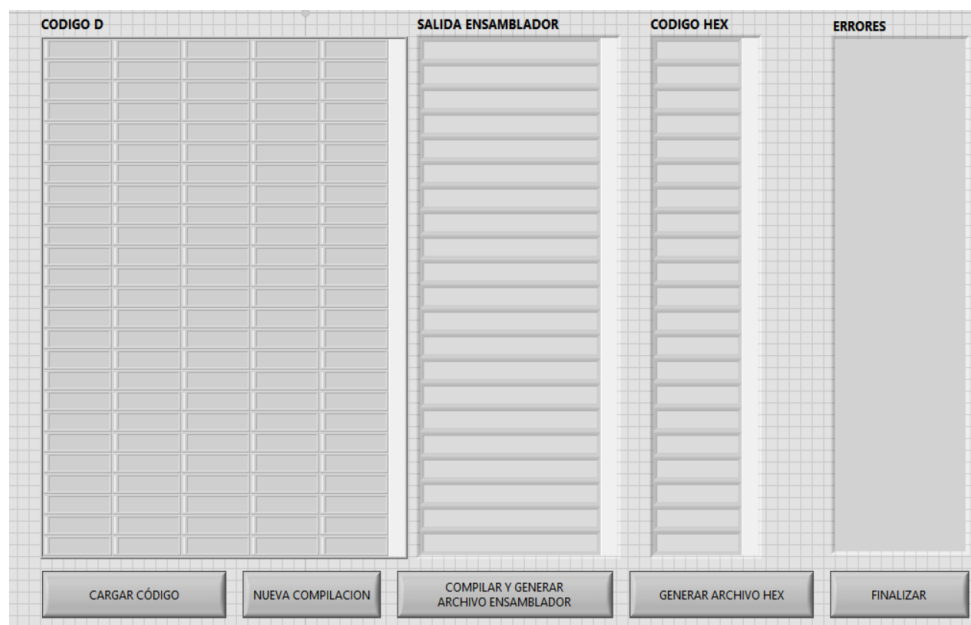 CODIGO D
SALIDA ENSAMBLADOR
CODIGO HEX
ERRORES
CARGAR CÓDIGO
NUEVA COMPILACION
COMPILAR Y GENERAR
ARCHIVO ENSAMBLADOR
GENERAR ARCHIVO HEX
FINALIZAR